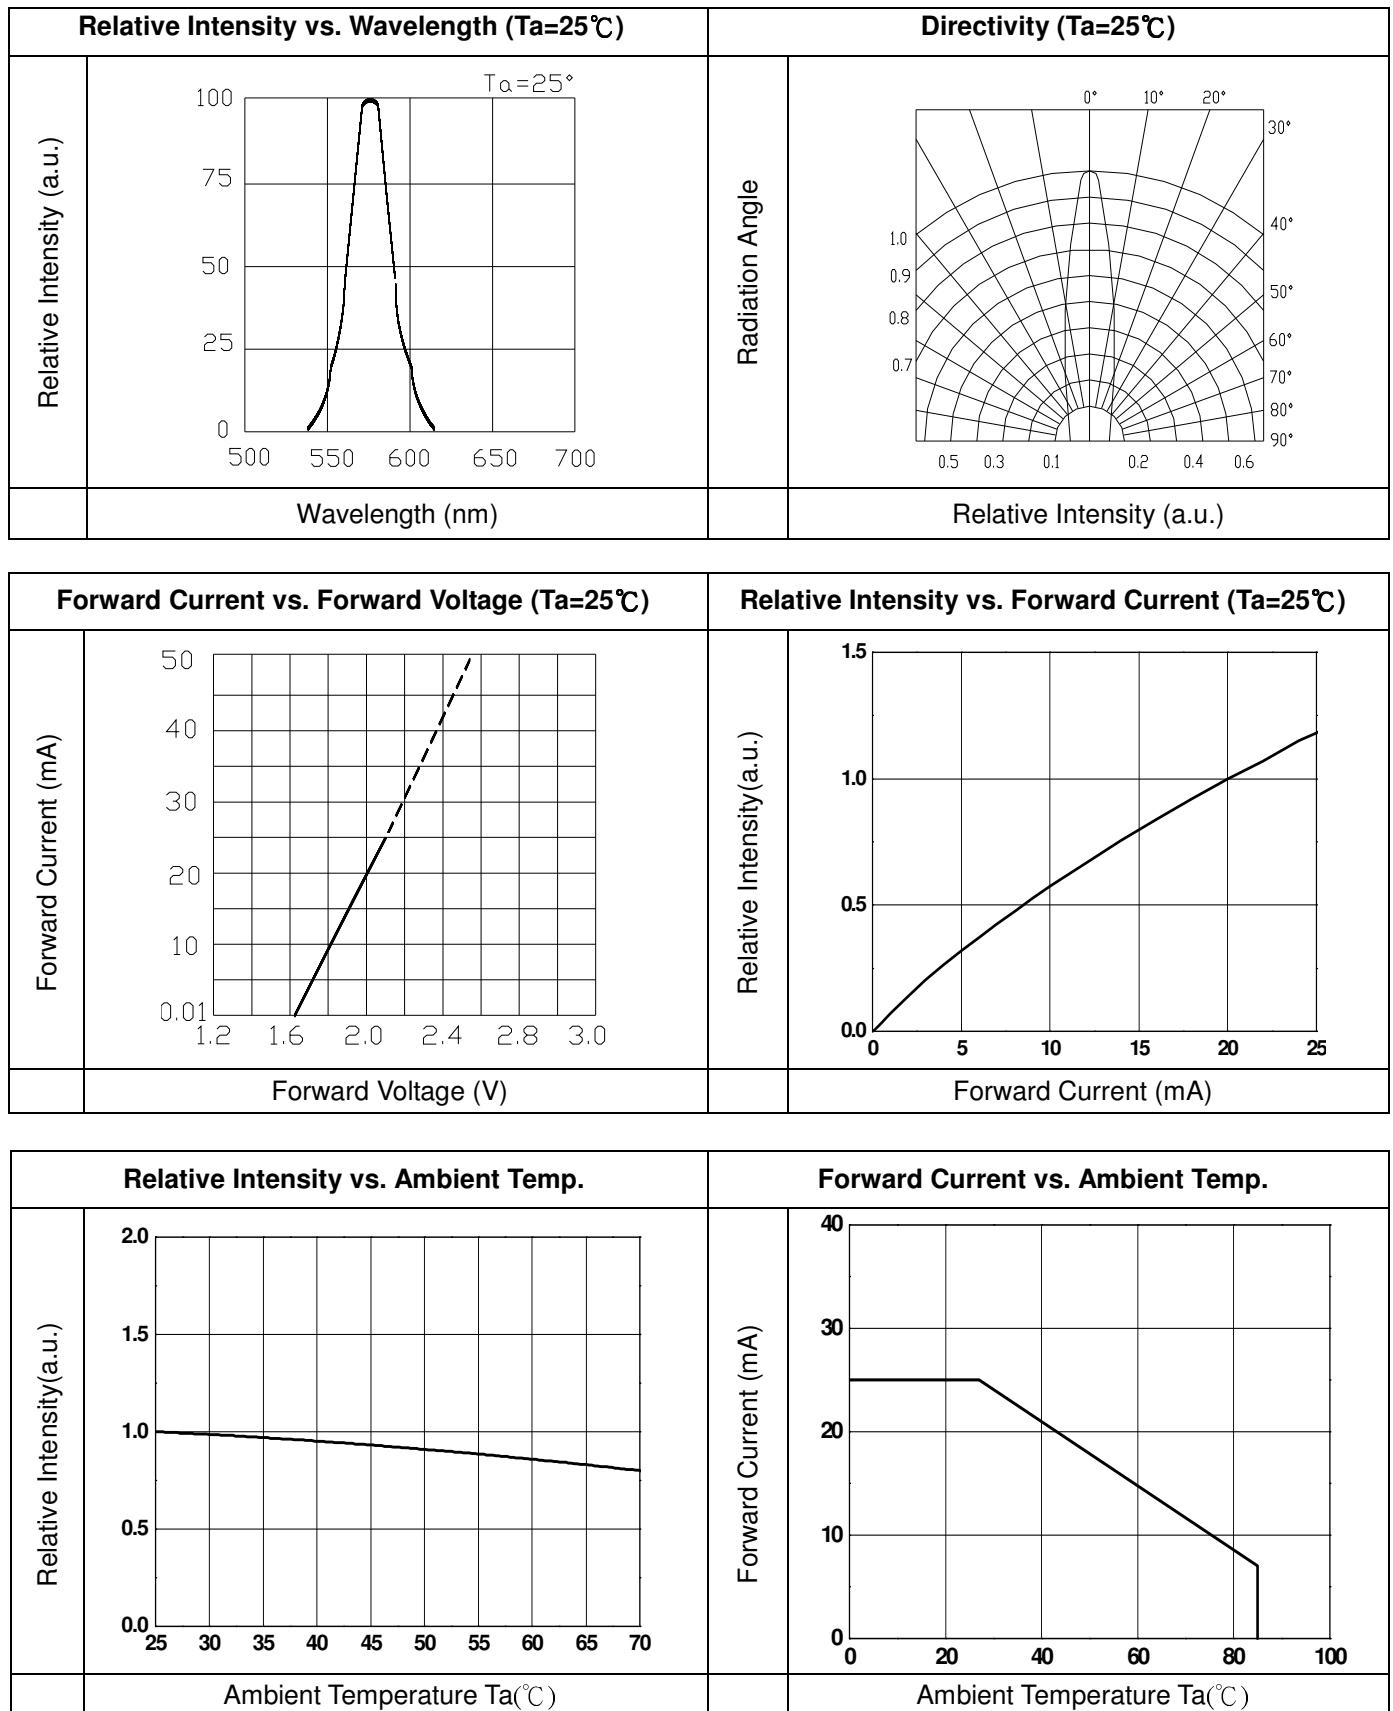 Relative Intensity vs. Wavelength (Ta=25℃)
Directivity (Ta=25℃)
Relative Intensity (a.u.)
Ta=25°
100
75
50
25
0
500 550 600 650 700
Wavelength (nm)
Radiation Angle
0° 10° 20°
30°
40°
50°
60°
70°
80°
90°
1.0
0.9
0.8
0.7
0.5 0.3 0.1 0.2 0.4 0.6
Relative Intensity (a.u.)
Forward Current vs. Forward Voltage (Ta=25℃)
Relative Intensity vs. Forward Current (Ta=25℃)
Forward Current (mA)
50
40
30
20
10
0.01
1.2 1.6 2.0 2.4 2.8 3.0
Forward Voltage (V)
Relative Intensity(a.u.)
1.5
1.0
0.5
0.0
0 5 10 15 20 25
Forward Current (mA)
Relative Intensity vs. Ambient Temp.
Forward Current vs. Ambient Temp.
Relative Intensity(a.u.)
2.0
1.5
1.0
0.5
0.0
25 30 35 40 45 50 55 60 65 70
Ambient Temperature Ta(℃)
Forward Current (mA)
40
30
20
10
0
0 20 40 60 80 100
Ambient Temperature Ta(℃)